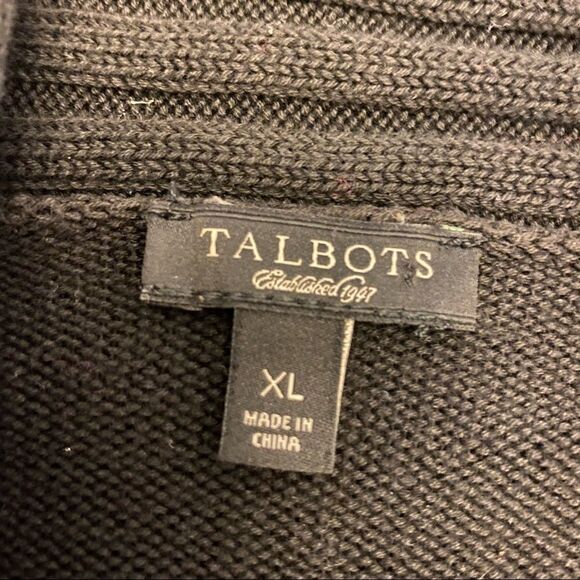 TALBOTS
Established 1947
XL
MADE IN
CHINA